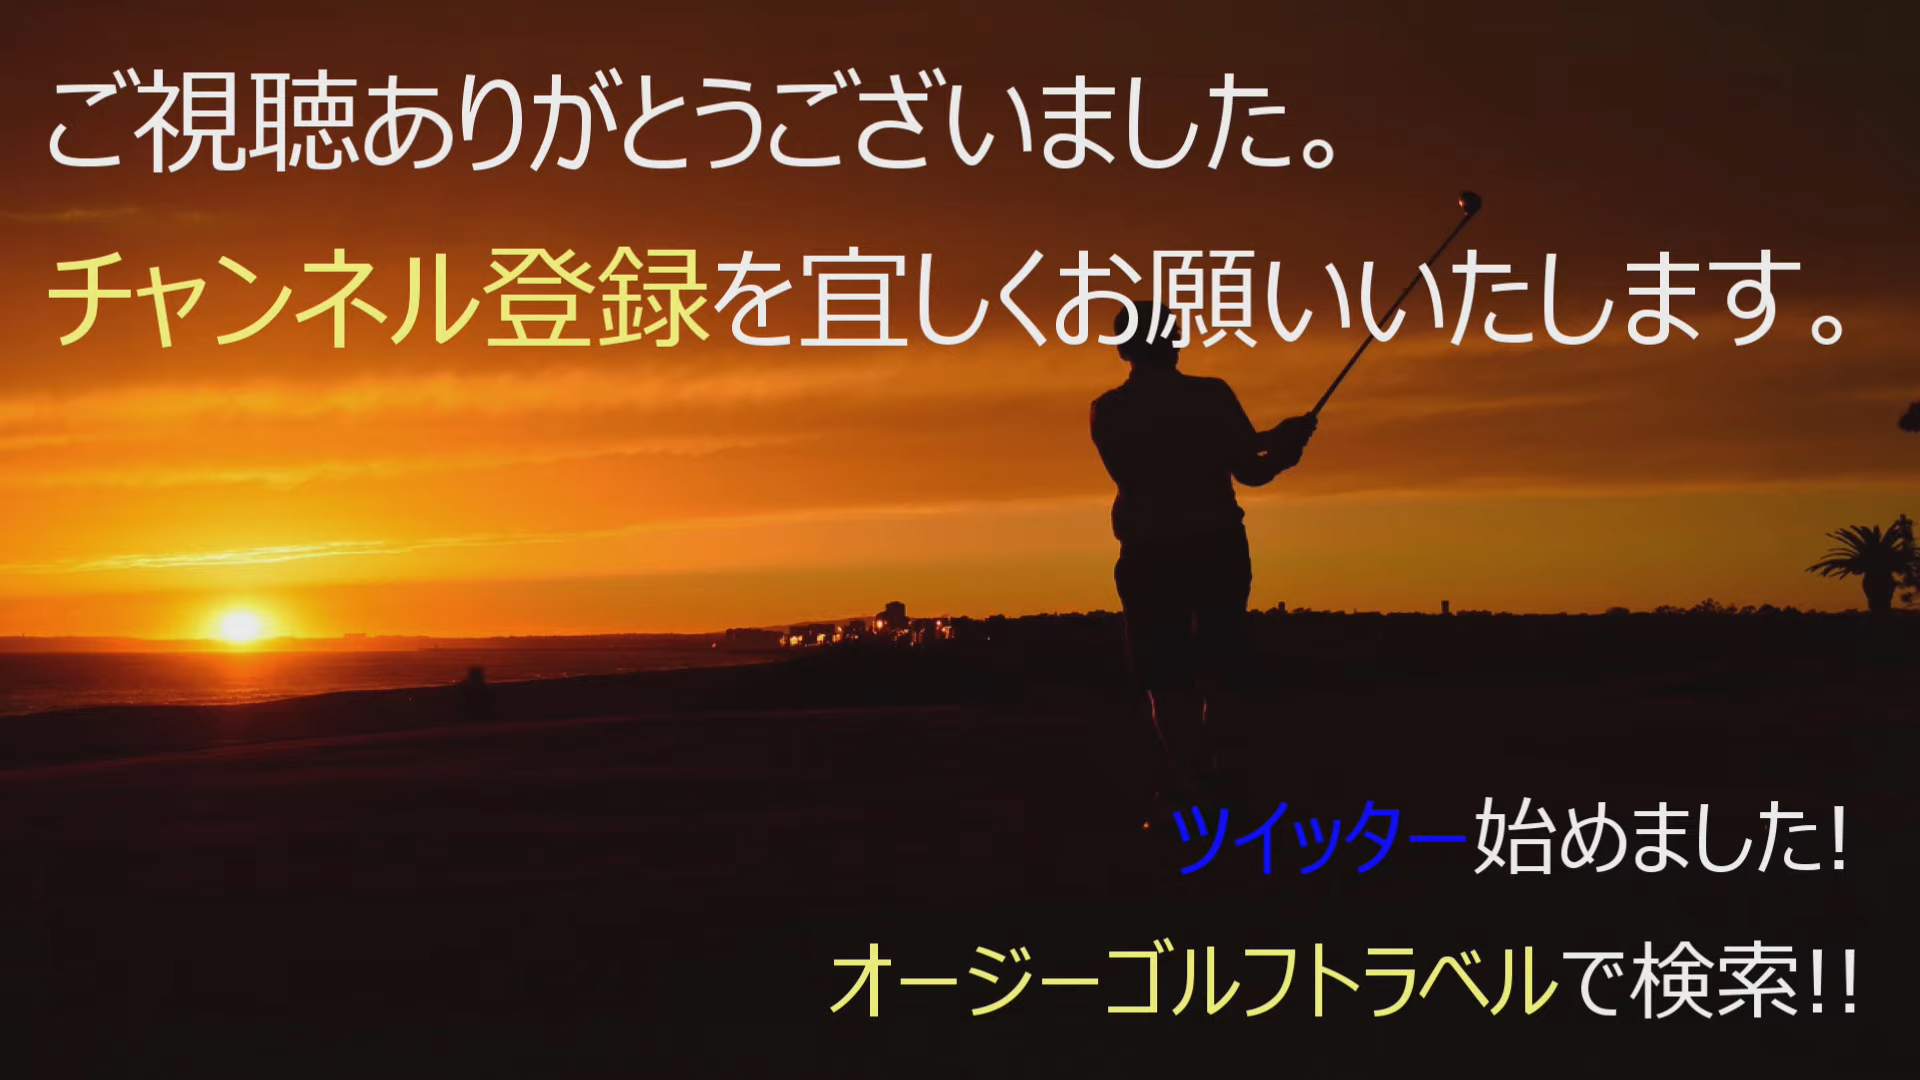 ご視聴ありがとうございました。
チャンネル登録を宜しくお願いいたします。
ツイッター始めました!
オージーゴルフトラベルで検索!!